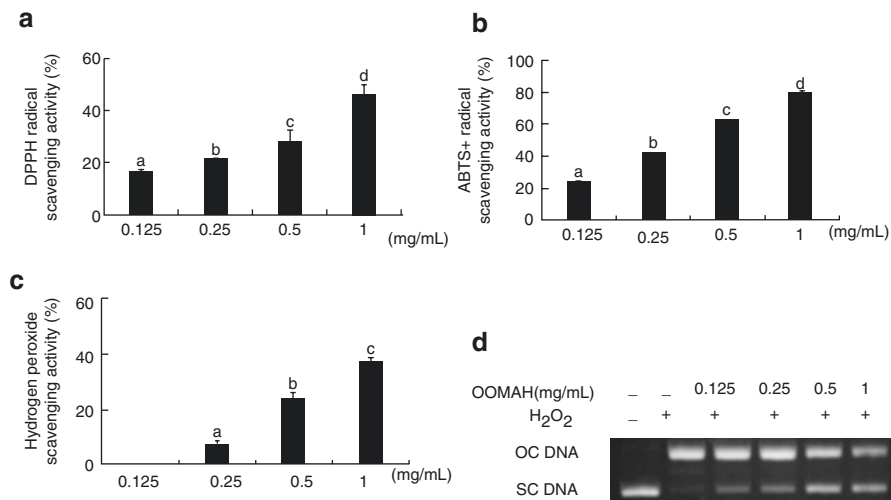 a
DPPH radical
scavenging activity (%)
60
40
20
0
a
b
c
d
0.125 0.25 0.5 1 (mg/mL)
b
ABTS+ radical
scavenging activity (%)
100
80
60
40
20
0
a
b
c
d
0.125 0.25 0.5 1 (mg/mL)
c
Hydrogen peroxide
scavenging activity (%)
60
40
20
0
a
b
c
0.125 0.25 0.5 1 (mg/mL)
d
OOMAH(mg/mL) – – 0.125 0.25 0.5 1
H2O2 – + + + + +
OC DNA
SC DNA